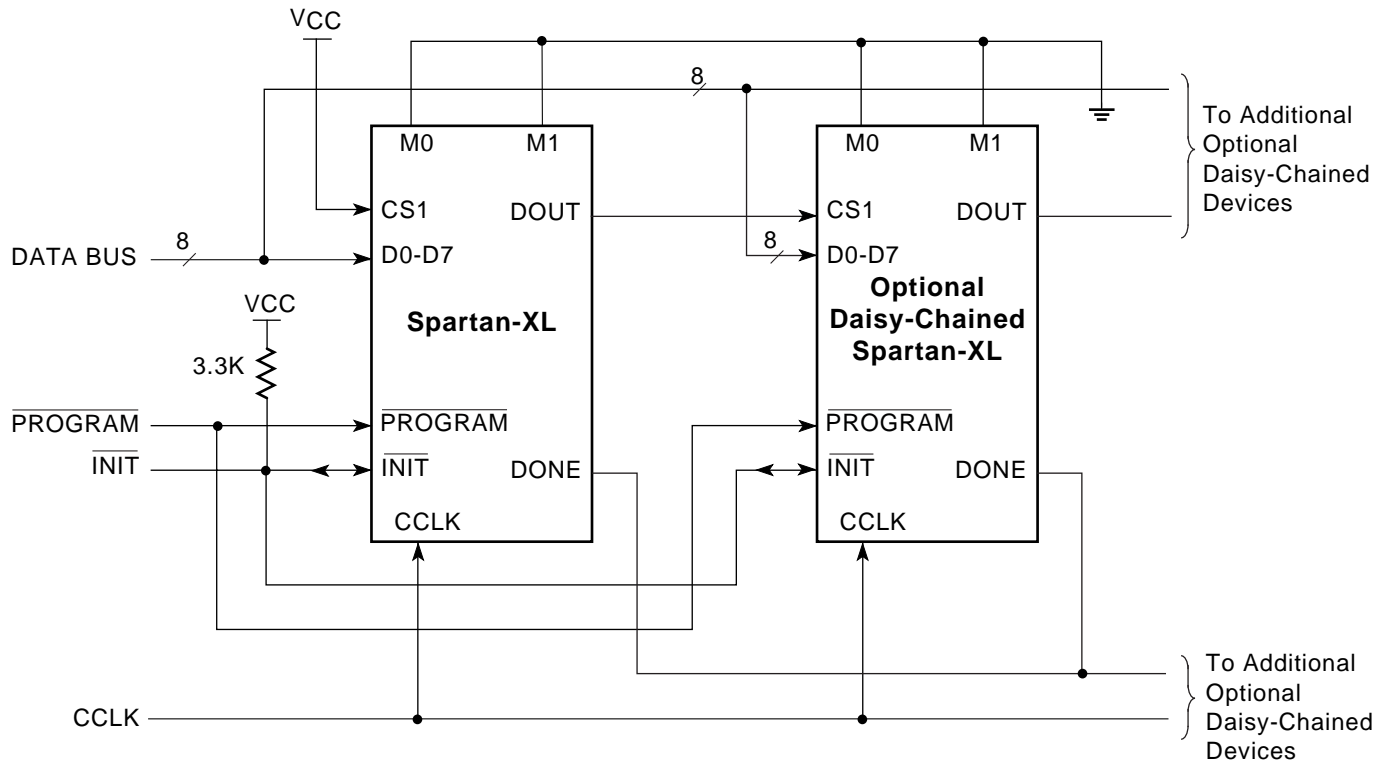 VCC
8
M0
M1
M0
M1
To Additional
Optional
Daisy-Chained
Devices
CS1
DOUT
CS1
DOUT
DATA BUS
8
D0-D7
8
D0-D7
VCC
3.3K
Spartan-XL
Optional
Daisy-Chained
Spartan-XL
PROGRAM
PROGRAM
PROGRAM
INIT
INIT
DONE
INIT
DONE
CCLK
CCLK
CCLK
To Additional
Optional
Daisy-Chained
Devices